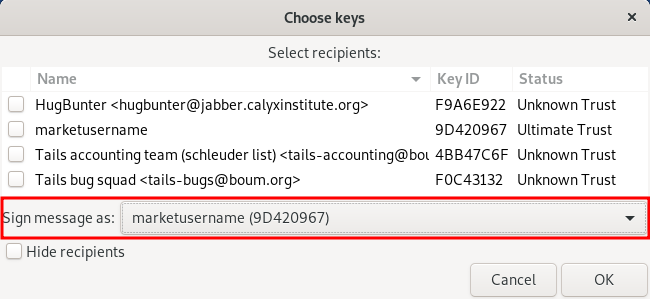 Choose keys
Select recipients:
Name Key ID Status
HugBunter <hugbunter@jabber.calyxinstitute.org> F9A6E922 Unknown Trust
marketusername 9D420967 Ultimate Trust
Tails accounting team (schleuder list) <tails-accounting@bou 4BB47C6F Unknown Trust
Tails bug squad <tails-bugs@boum.org> F0C43132 Unknown Trust
Sign message as: marketusername (9D420967)
Hide recipients
Cancel OK